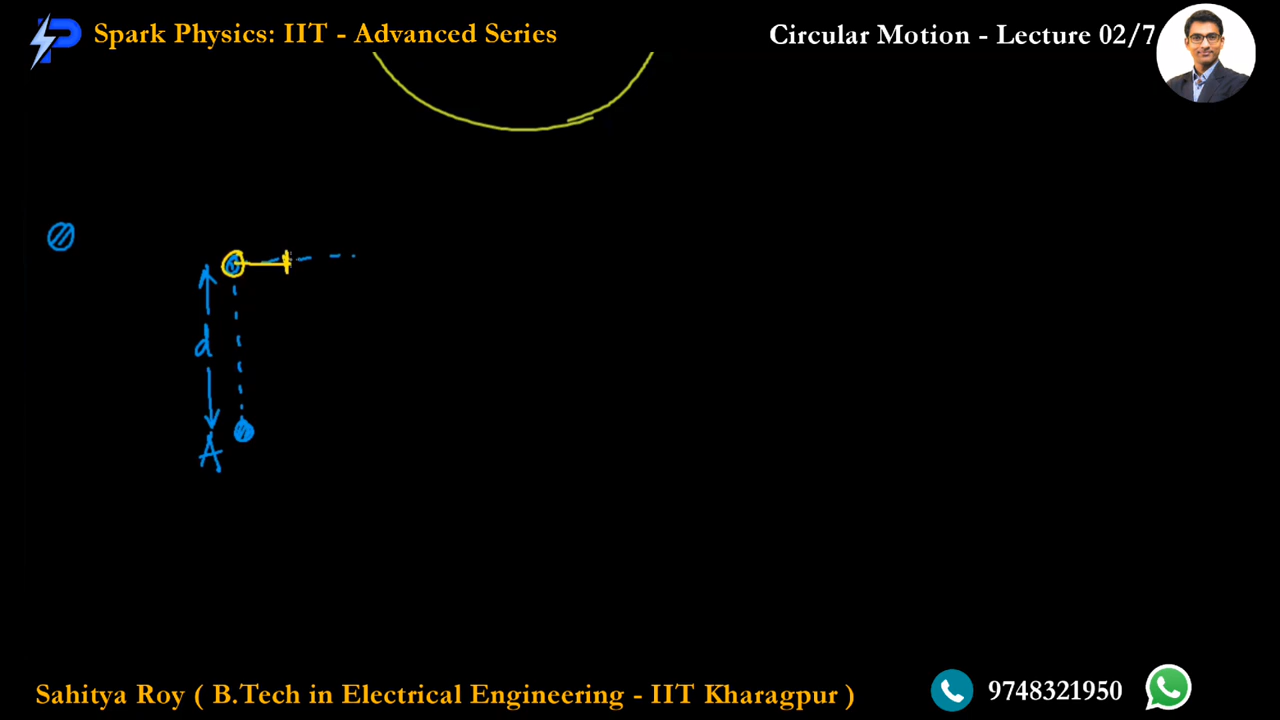 Spark Physics: IIT - Advanced Series
Circular Motion - Lecture 02/7
d
A
Sahitya Roy ( B.Tech in Electrical Engineering - IIT Kharagpur )
9748321950